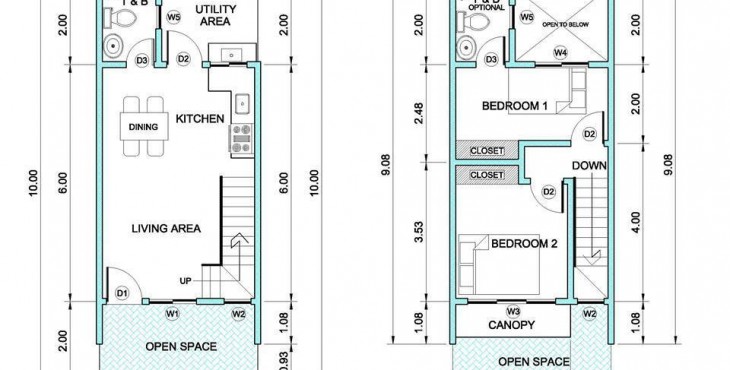 T & B
UTILITY
AREA
W5
D3
D2
KITCHEN
DINING
LIVING AREA
UP
D1
W1
W2
OPEN SPACE
2.00
6.00
10.00
2.00
2.00
6.00
10.00
1.08
0.93
T & B
OPTIONAL
W5
OPEN TO BELOW
D3
W4
BEDROOM 1
D2
CLOSET
DOWN
CLOSET
D2
BEDROOM 2
W3
W2
CANOPY
OPEN SPACE
2.00
2.48
9.08
3.53
1.08
2.00
2.00
9.08
4.00
1.08